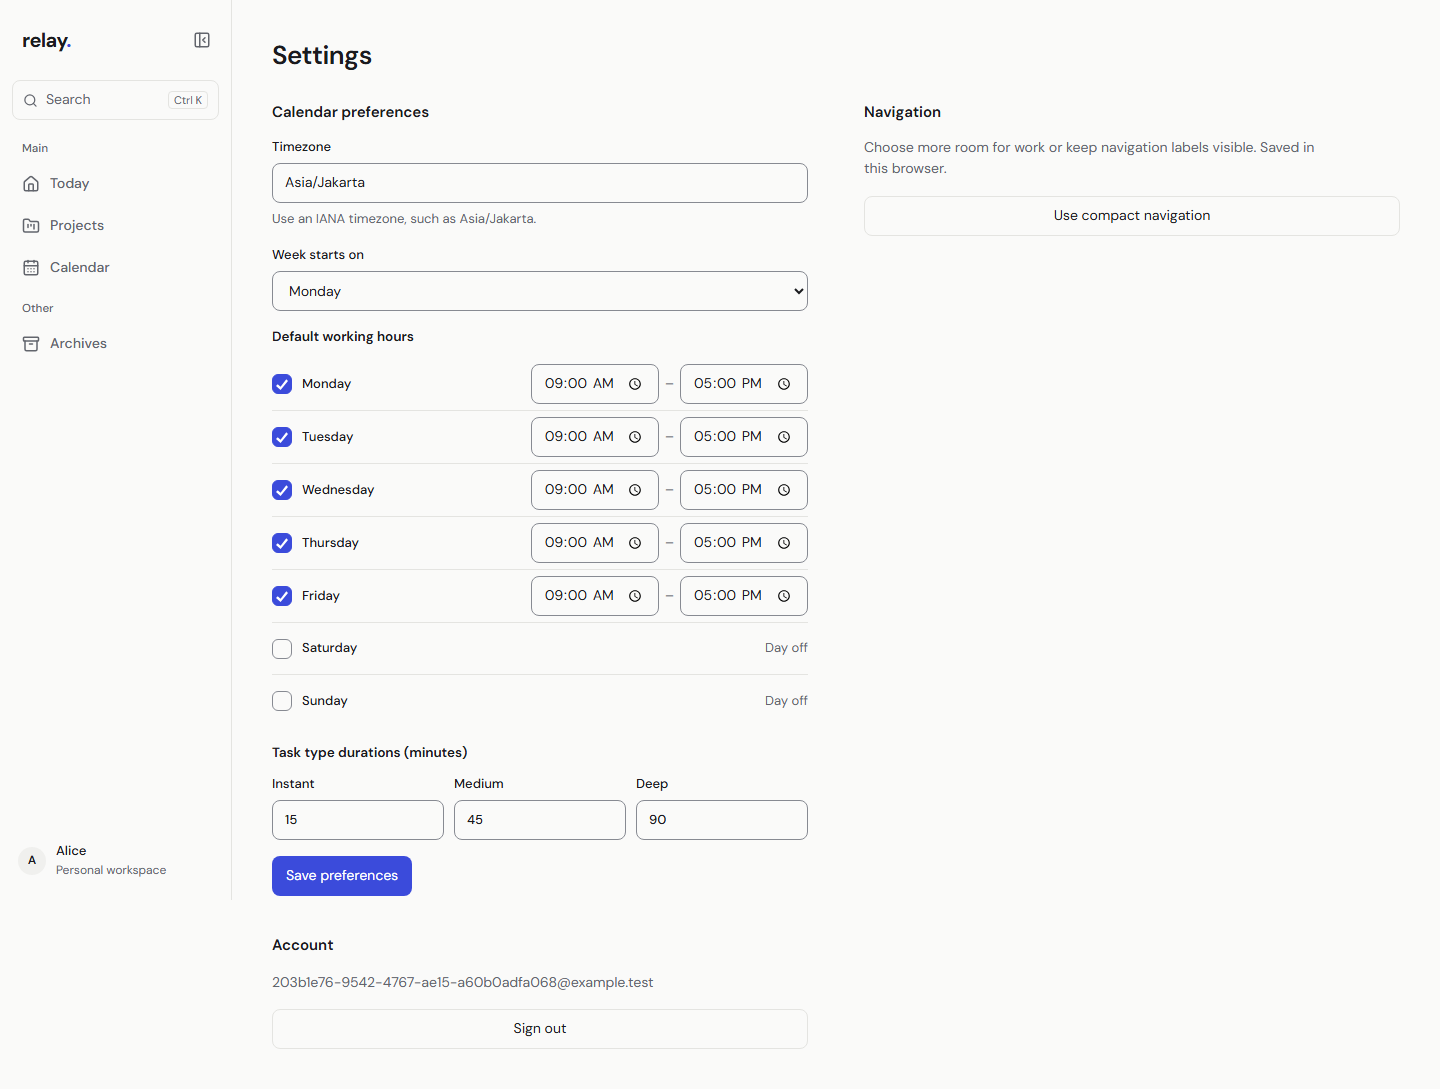 relay.
Search
Ctrl K
Main
Today
Projects
Calendar
Other
Archives
Alice
Personal workspace
Settings
Calendar preferences
Timezone
Asia/Jakarta
Use an IANA timezone, such as Asia/Jakarta.
Week starts on
Monday
Default working hours
Monday 09:00 AM – 05:00 PM
Tuesday 09:00 AM – 05:00 PM
Wednesday 09:00 AM – 05:00 PM
Thursday 09:00 AM – 05:00 PM
Friday 09:00 AM – 05:00 PM
Saturday Day off
Sunday Day off
Task type durations (minutes)
Instant Medium Deep
15 45 90
Save preferences
Account
203b1e76-9542-4767-ae15-a60b0adfa068@example.test
Sign out
Navigation
Choose more room for work or keep navigation labels visible. Saved in
this browser.
Use compact navigation
A